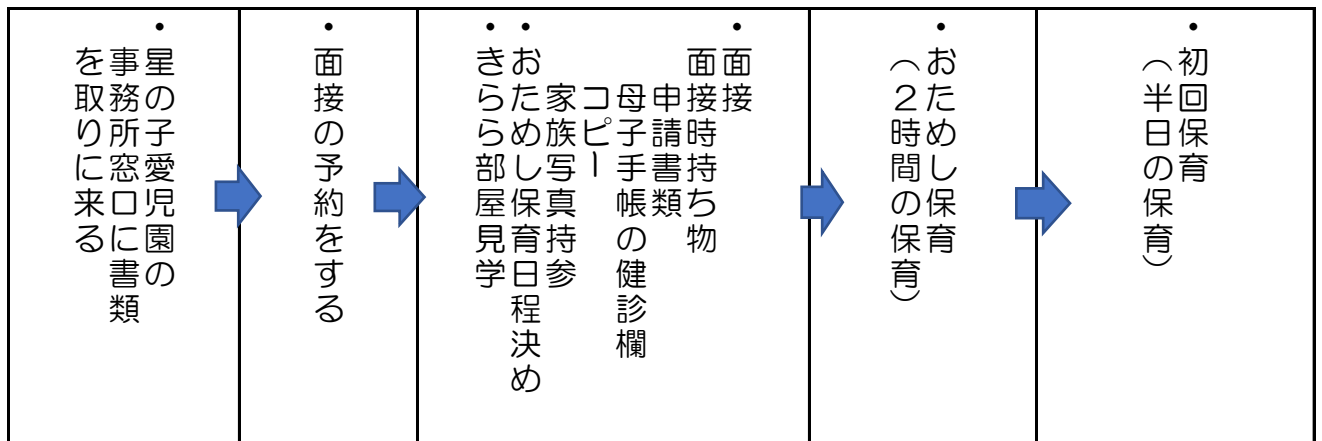 ・星の子愛児園の
事務所窓口に書類
を取りに来る
・面接の予約をする
・面接
面接時持ち物
申請書類
母子手帳の健診欄
コピー
家族写真持参
・おためし保育日程決め
・きらら部屋見学
・おためし保育
(2時間の保育)
・初回保育
(半日の保育)